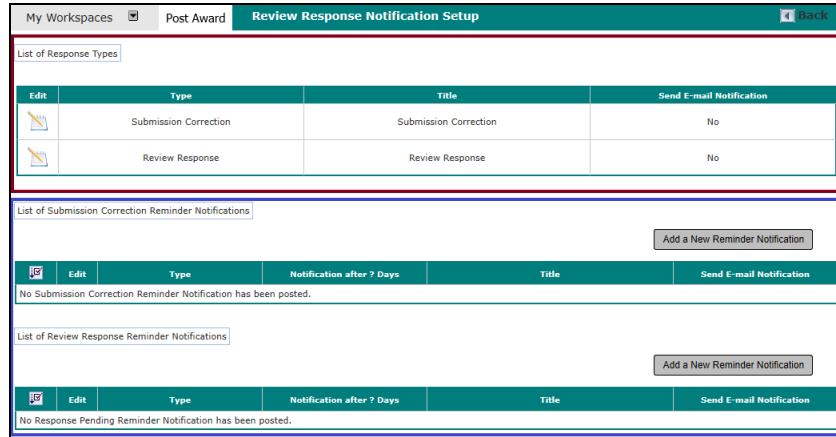 My Workspaces Post Award Review Response Notification Setup Back
List of Response Types
Edit Type Title Send E-mail Notification
Submission Correction Submission Correction No
Review Response Review Response No
List of Submission Correction Reminder Notifications
Add a New Reminder Notification
Edit Type Notification after ? Days Title Send E-mail Notification
No Submission Correction Reminder Notification has been posted.
List of Review Response Reminder Notifications
Add a New Reminder Notification
Edit Type Notification after ? Days Title Send E-mail Notification
No Response Pending Reminder Notification has been posted.